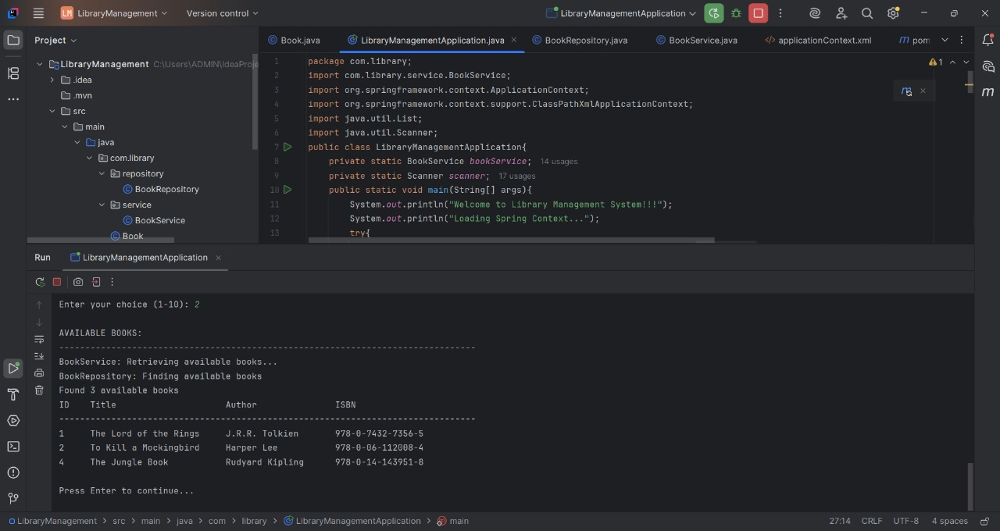 LM LibraryManagement Version control LibraryManagementApplication
Project
Book.java LibraryManagementApplication.java BookRepository.java BookService.java applicationContext.xml pom
LibraryManagement C:\Users\ADMIN\IdeaProje
.idea
.mvn
src
main
java
com.library
repository
BookRepository
service
BookService
Book
1 package com.library;
2 import com.library.service.BookService;
3 import org.springframework.context.ApplicationContext;
4 import org.springframework.context.support.ClassPathXmlApplicationContext;
5 import java.util.List;
6 import java.util.Scanner;
7 public class LibraryManagementApplication{
8 private static BookService bookService; 14 usages
9 private static Scanner scanner; 17 usages
10 public static void main(String[] args){
11 System.out.println("Welcome to Library Management System!!!");
12 System.out.println("Loading Spring Context...");
13 try{
1
Run LibraryManagementApplication
Enter your choice (1-10): 2
AVAILABLE BOOKS:
--------------------------------------------------------------------------------
BookService: Retrieving available books...
BookRepository: Finding available books
Found 3 available books
ID Title Author ISBN
--------------------------------------------------------------------------------
1 The Lord of the Rings J.R.R. Tolkien 978-0-7432-7356-5
2 To Kill a Mockingbird Harper Lee 978-0-06-112008-4
4 The Jungle Book Rudyard Kipling 978-0-14-143951-8
Press Enter to continue...
LibraryManagement > src > main > java > com > library > LibraryManagementApplication > main 27:14 CRLF UTF-8 4 spaces